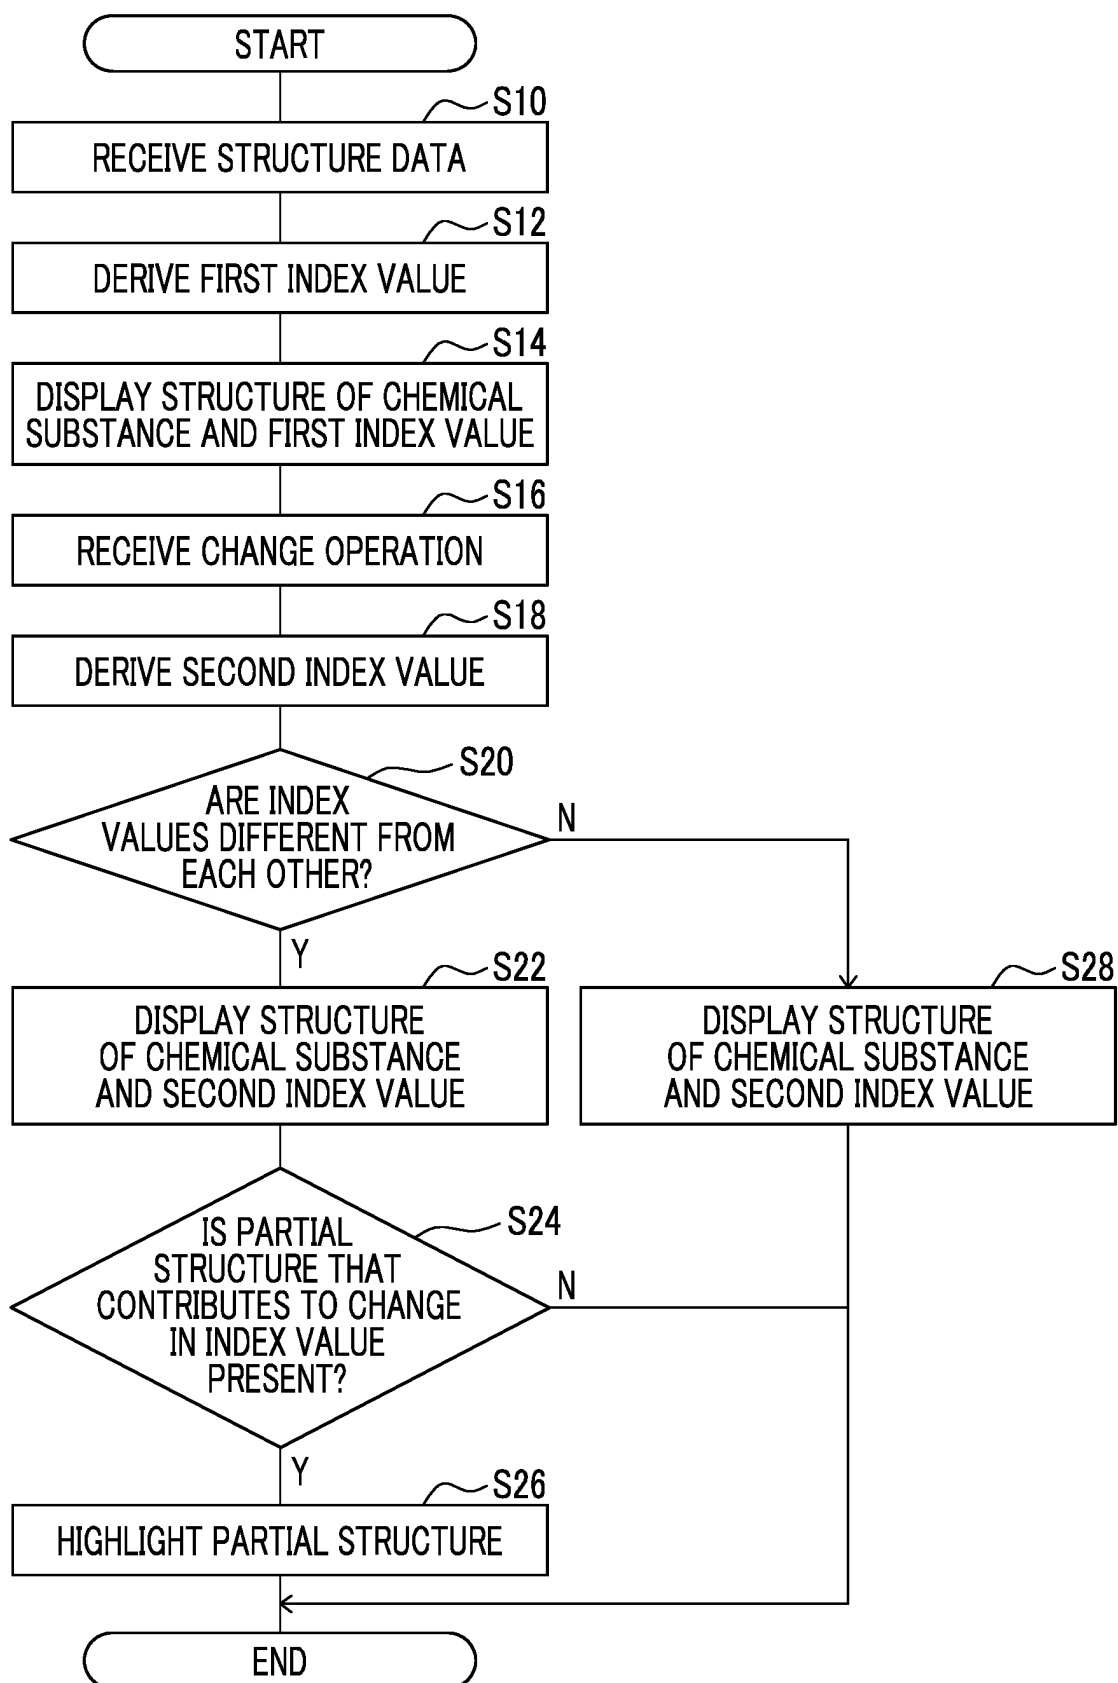 START
S10
RECEIVE STRUCTURE DATA
S12
DERIVE FIRST INDEX VALUE
S14
DISPLAY STRUCTURE OF CHEMICAL
SUBSTANCE AND FIRST INDEX VALUE
S16
RECEIVE CHANGE OPERATION
S18
DERIVE SECOND INDEX VALUE
S20
ARE INDEX
VALUES DIFFERENT FROM
EACH OTHER?
N
Y
S22
DISPLAY STRUCTURE
OF CHEMICAL SUBSTANCE
AND SECOND INDEX VALUE
S28
DISPLAY STRUCTURE
OF CHEMICAL SUBSTANCE
AND SECOND INDEX VALUE
S24
IS PARTIAL
STRUCTURE THAT
CONTRIBUTES TO CHANGE
IN INDEX VALUE
PRESENT?
N
Y
S26
HIGHLIGHT PARTIAL STRUCTURE
END